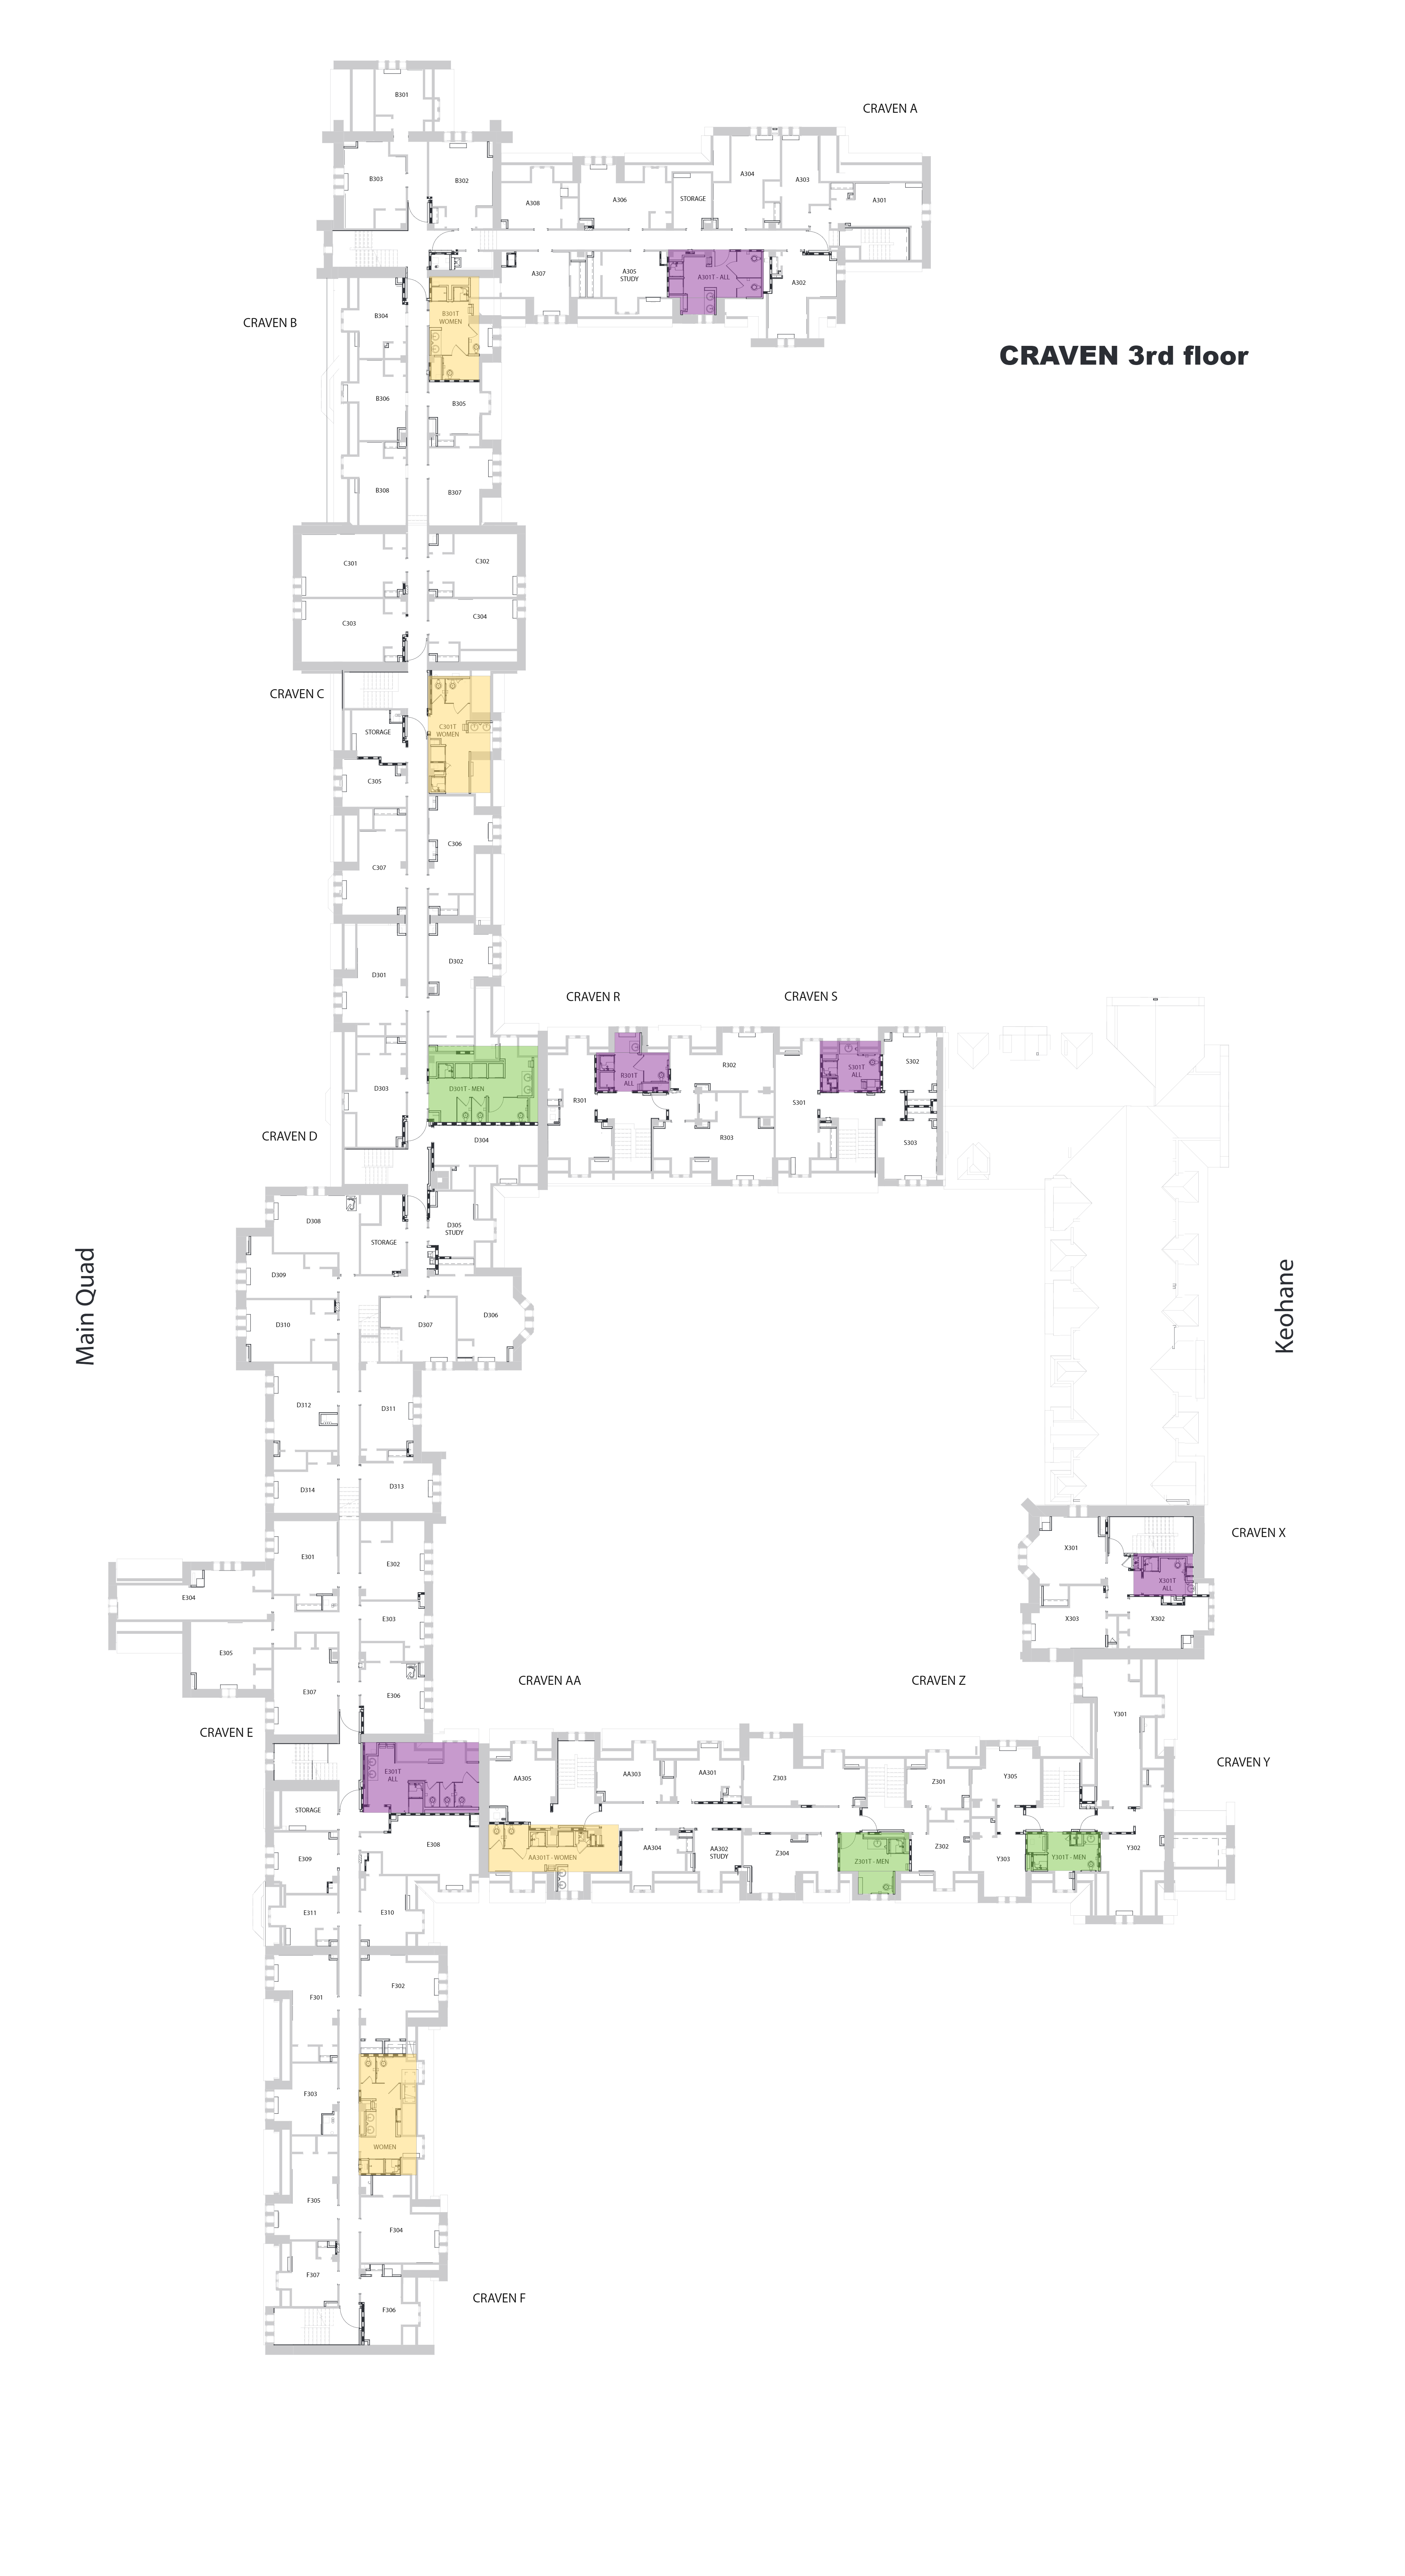 B301
CRAVEN A
B303
B302
A304
A303
A308
A306
STORAGE
A301
A307
A305
STUDY
A301T - ALL
A302
CRAVEN B
B304
B301T
WOMEN
CRAVEN 3rd floor
B306
B305
B308
B307
C301
C302
C303
C304
CRAVEN C
STORAGE
C301T
WOMEN
C305
C307
C306
D301
D302
CRAVEN R
CRAVEN S
D303
D301T - MEN
R301
R301T
ALL
R302
S301
S301T
ALL
S302
CRAVEN D
D304
R303
S303
D308
D305
STUDY
STORAGE
D309
D310
D307
D306
Main Quad
Keohane
D312
D311
D314
D313
E301
E302
CRAVEN X
X301
X301T
ALL
X303
X302
E304
E303
E305
E307
E306
CRAVEN AA
CRAVEN Z
Y301
CRAVEN E
E301T
ALL
AA305
AA303
AA301
Z303
Z301
Y305
CRAVEN Y
STORAGE
E308
AA301T - WOMEN
AA304
AA302
STUDY
Z304
Z301T - MEN
Z302
Y303
Y301T - MEN
Y302
E309
E311
E310
F301
F302
F303
WOMEN
F305
F304
F307
F306
CRAVEN F